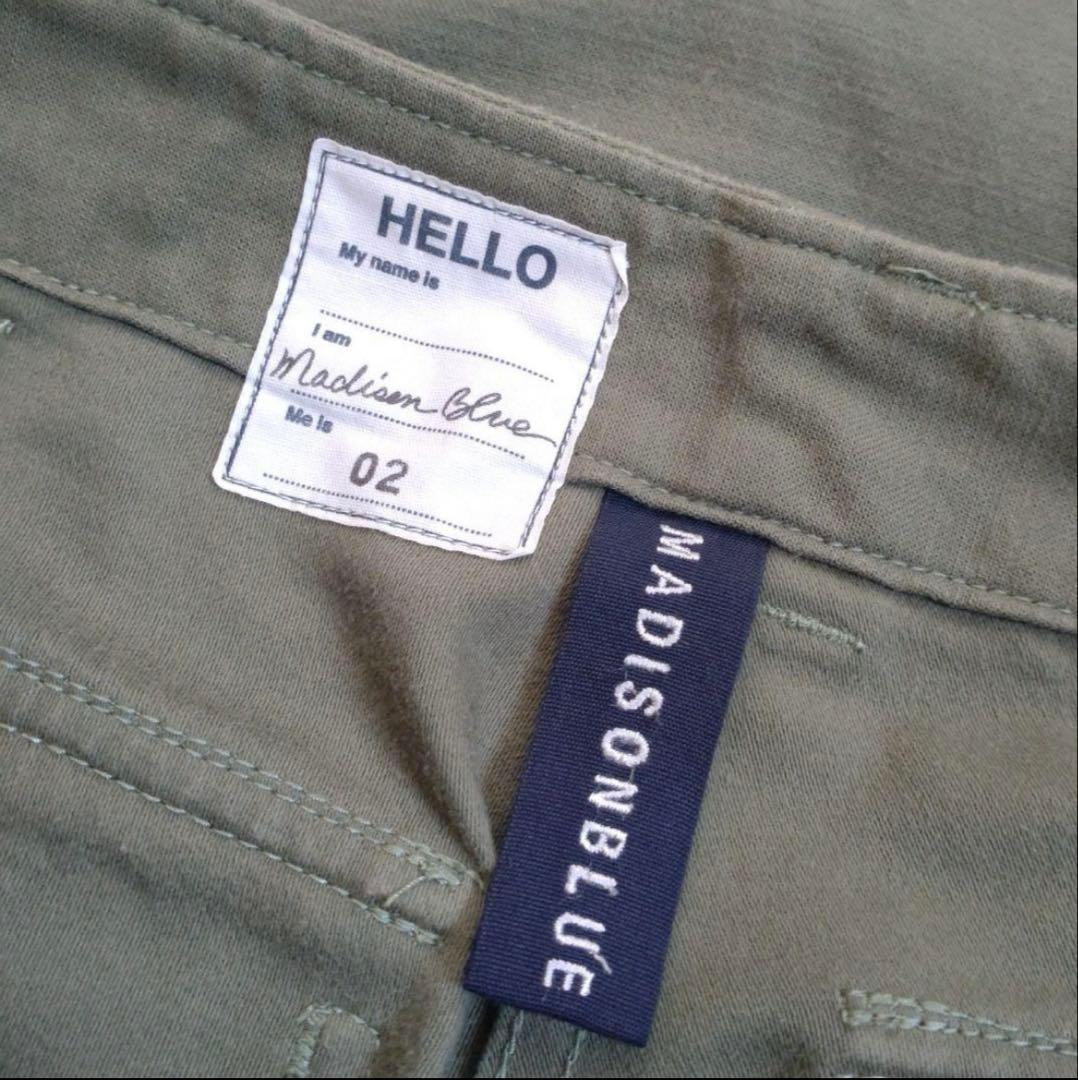 HELLO
My name is
I am
Madison Blue
Me is
02
MADISONBLUE